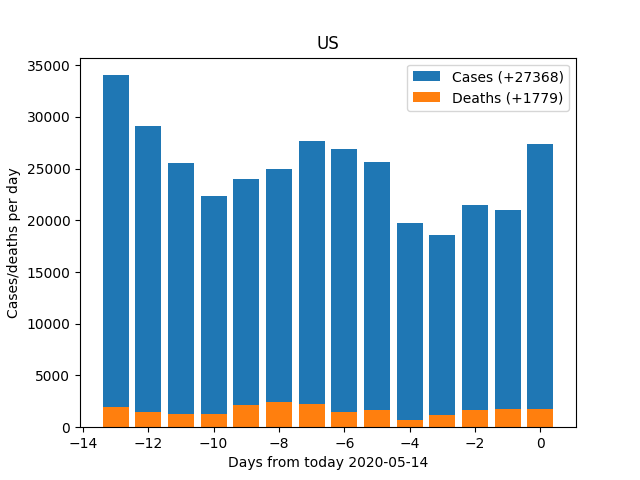 US
Cases (+27368)
Deaths (+1779)
Cases/deaths per day
35000
30000
25000
20000
15000
10000
5000
0
−14 −12 −10 −8 −6 −4 −2 0
Days from today 2020-05-14